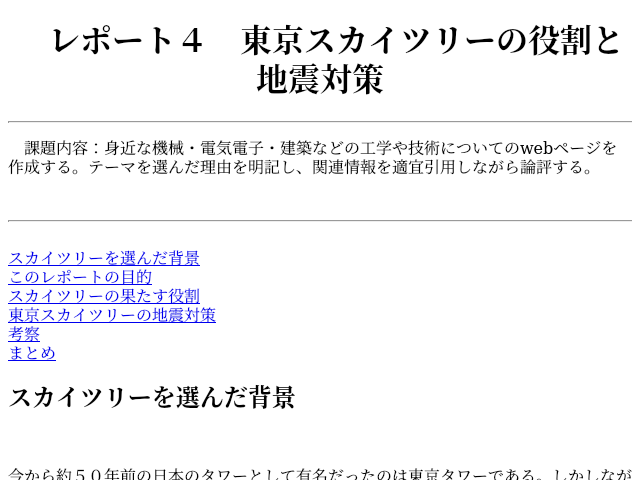 レポート４　東京スカイツリーの役割と
地震対策
課題内容：身近な機械・電気電子・建築などの工学や技術についてのwebページを
作成する。テーマを選んだ理由を明記し、関連情報を適宜引用しながら論評する。
スカイツリーを選んだ背景
このレポートの目的
スカイツリーの果たす役割
東京スカイツリーの地震対策
考察
まとめ
スカイツリーを選んだ背景
今から約５０年前の日本のタワーとして有名だったのは東京タワーである。しかしなが